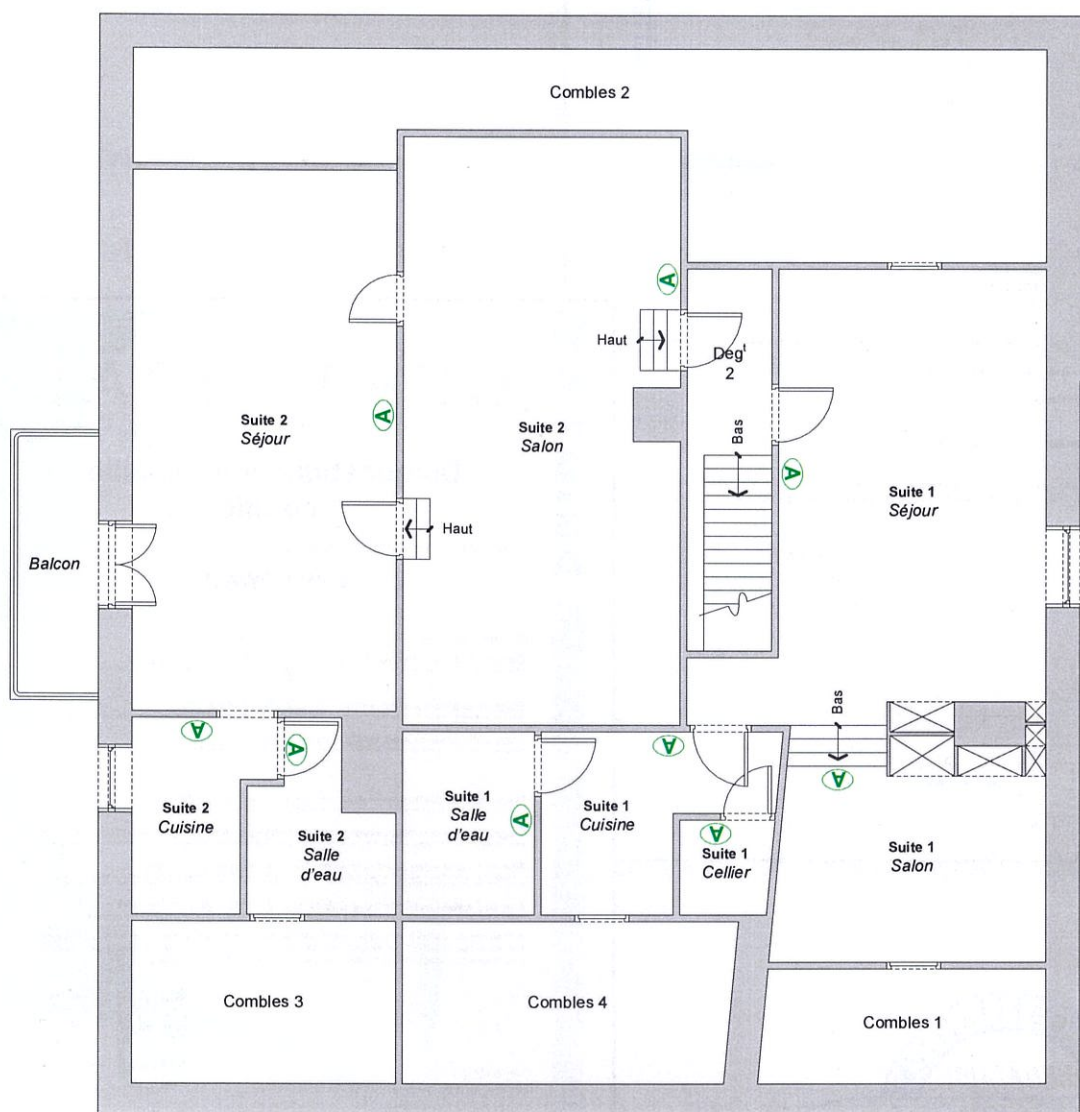 Combles 2
Haut
Deg^t
2
Bas
Suite 2
Séjour
Suite 2
Salon
Suite 1
Séjour
A
A
A
A
Haut
Balcon
Bas
A
A
A
A
A
A
Suite 2
Cuisine
Suite 2
Salle
d'eau
Suite 1
Salle
d'eau
Suite 1
Cuisine
Suite 1
Cellier
Suite 1
Salon
Combles 3
Combles 4
Combles 1